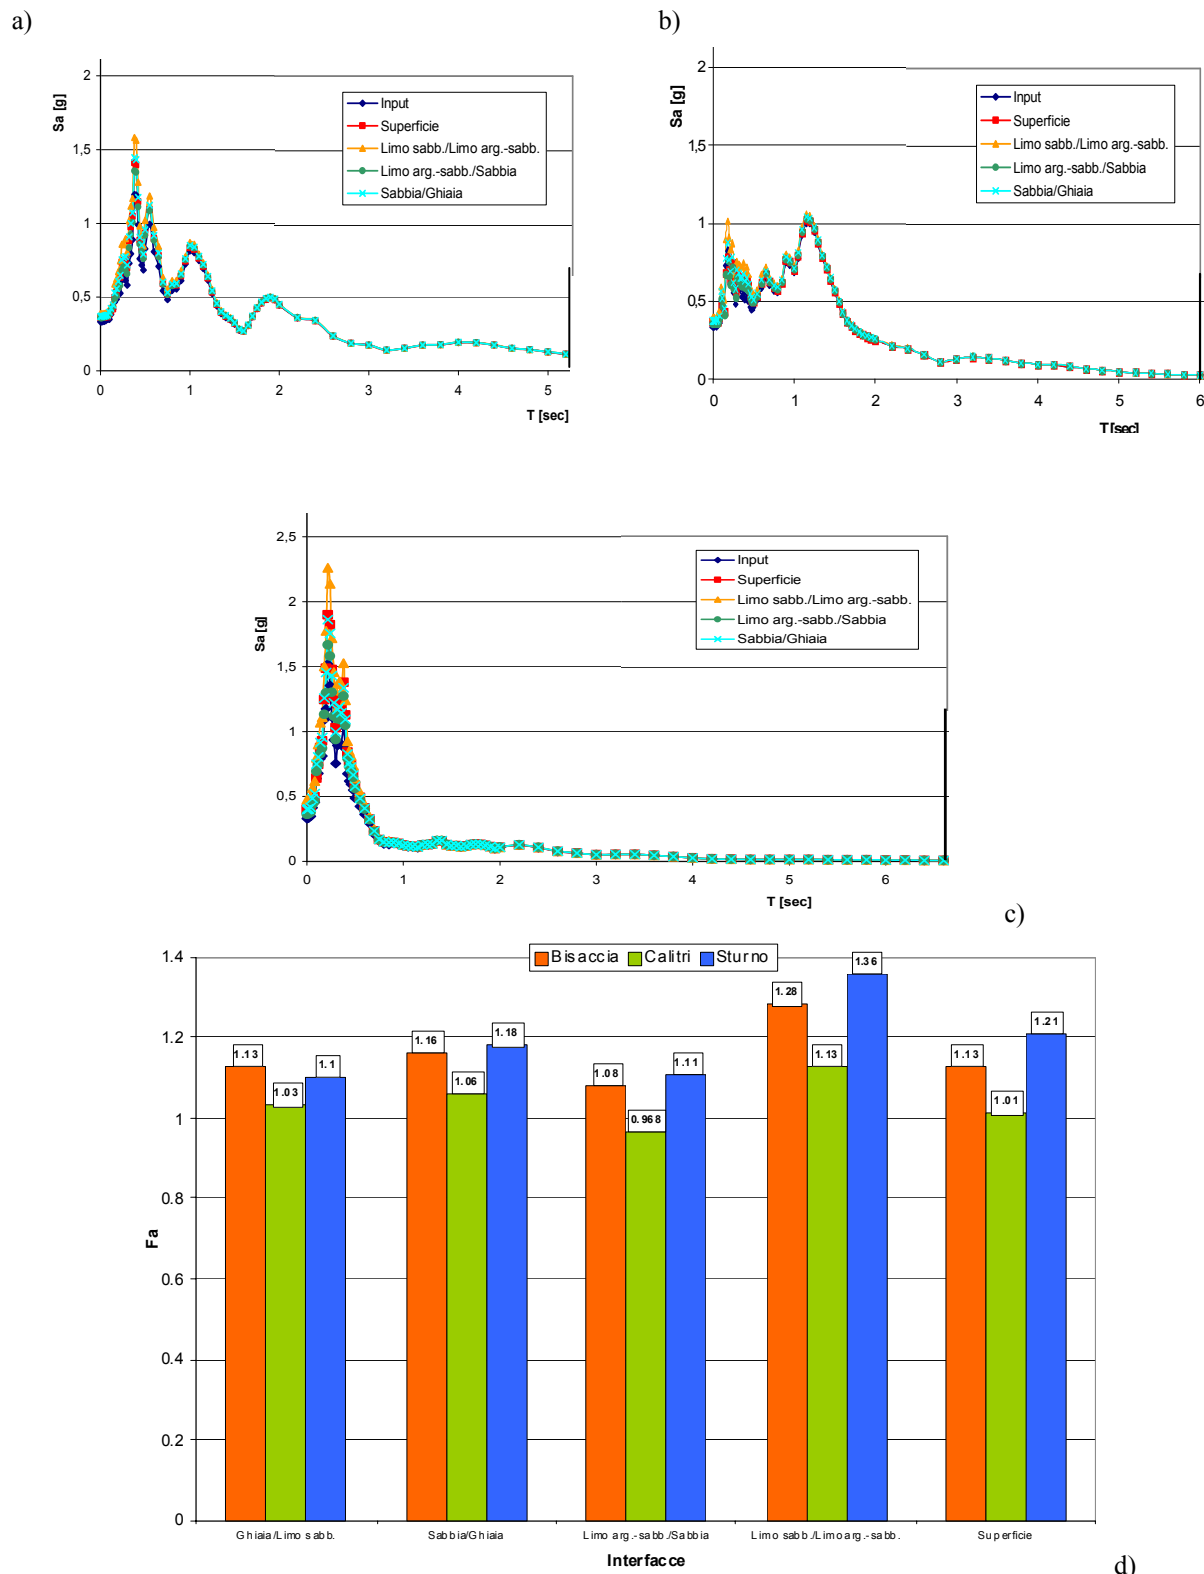 a)
b)
Sa [g]
2
1,5
1
0,5
0
0
1
2
3
4
5
T [sec]
Input
Superficie
Limo sabb./Limo arg.-sabb.
Limo arg.-sabb./Sabbia
Sabbia/Ghiaia
Sa [g]
2
1,5
1
0,5
0
0
1
2
3
4
5
6
T[sec]
Input
Superficie
Limo sabb./Limo arg.-sabb.
Limo arg.-sabb./Sabbia
Sabbia/Ghiaia
Sa [g]
2,5
2
1,5
1
0,5
0
0
1
2
3
4
5
6
T [sec]
Input
Superficie
Limo sabb./Limo arg.-sabb.
Limo arg.-sabb./Sabbia
Sabbia/Ghiaia
c)
Bisaccia Calitri Sturno
Fa
1.4
1.2
1
0.8
0.6
0.4
0.2
0
1.13 1.03 1.1
1.16 1.06 1.18
1.08 0.968 1.11
1.28 1.13 1.36
1.13 1.01 1.21
Ghiaia/Limo sabb. Sabbia/Ghiaia Limo arg.-sabb./Sabbia Limo sabb./Limo arg.-sabb. Superficie
Interfacce
d)